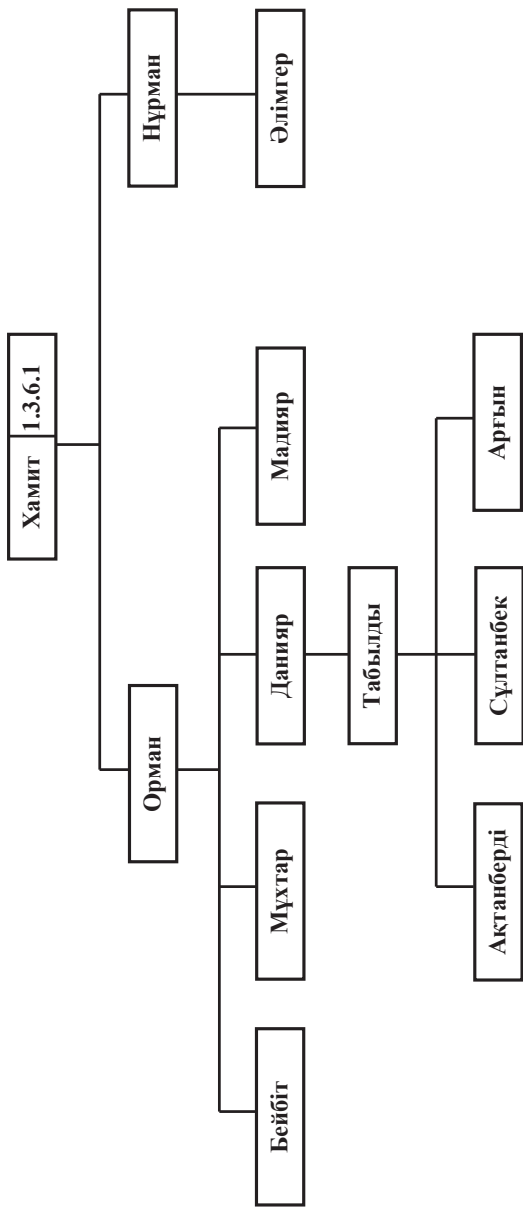 Хамит 1.3.6.1
Орман
Нұрман
Бейбіт
Мұхтар
Данияр
Мадияр
Әлімгер
Табылды
Ақтанберді
Сұлтанбек
Арғын